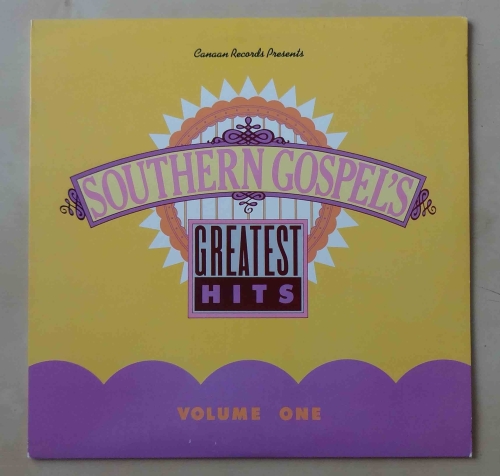 Canaan Records Presents
SOUTHERN GOSPEL'S
GREATEST
HITS
VOLUME ONE